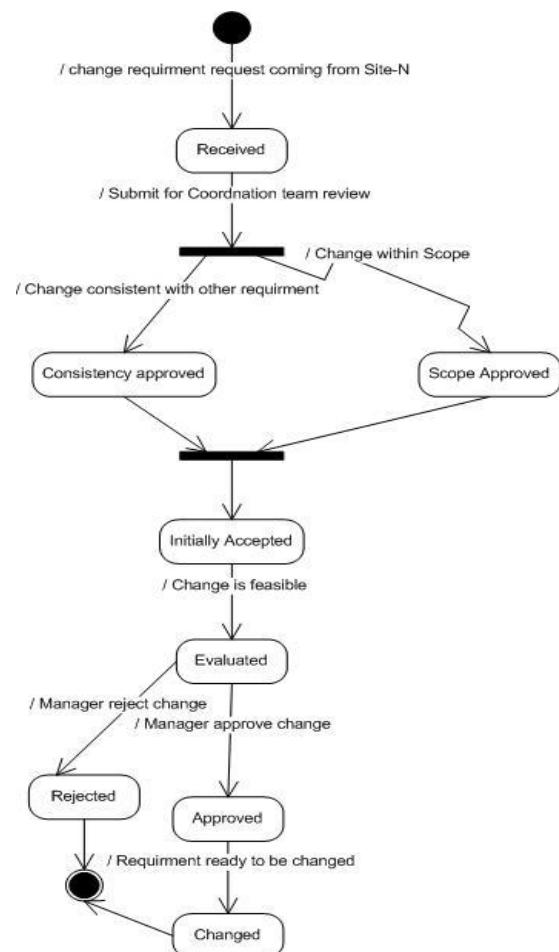 / change requirment request coming from Site-N
Received
/ Submit for Coordnation team review
/ Change within Scope
/ Change consistent with other requirment
Consistency approved
Scope Approved
Initially Accepted
/ Change is feasible
Evaluated
/ Manager reject change
/ Manager approve change
Rejected
Approved
/ Requirment ready to be changed
Changed